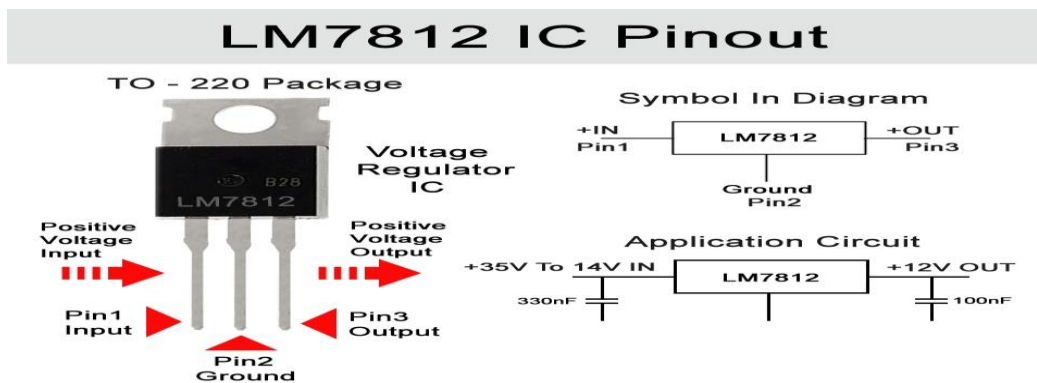 LM7812 IC Pinout
TO - 220 Package
B28
LM7812
Voltage
Regulator
IC
Positive
Voltage
Input
Positive
Voltage
Output
Pin1
Input
Pin3
Output
Pin2
Ground
Symbol In Diagram
+IN
Pin1
LM7812
+OUT
Pin3
Ground
Pin2
Application Circuit
+35V To 14V IN
LM7812
+12V OUT
330nF
100nF